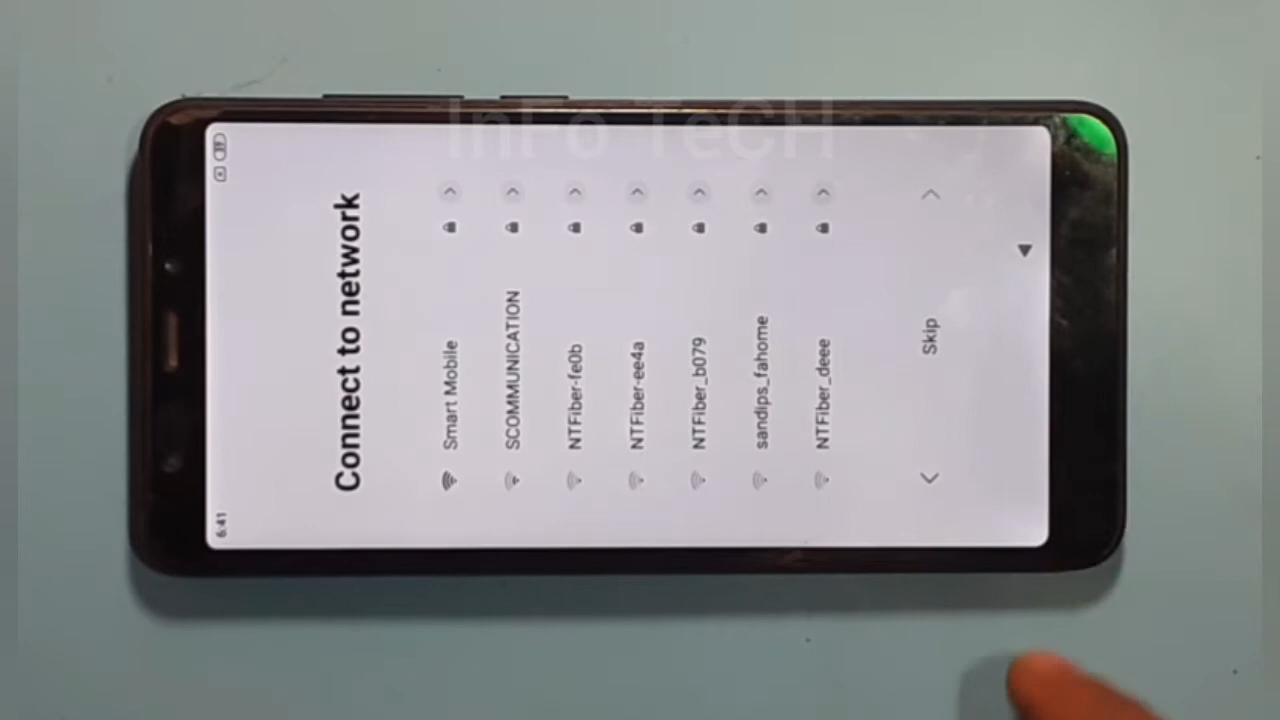 InFo TeCH
6:41
Connect to network
Smart Mobile
SCOMMUNICATION
NTFiber-fe0b
NTFiber-ee4a
NTFiber_b079
sandips_fahome
NTFiber_deee
Skip